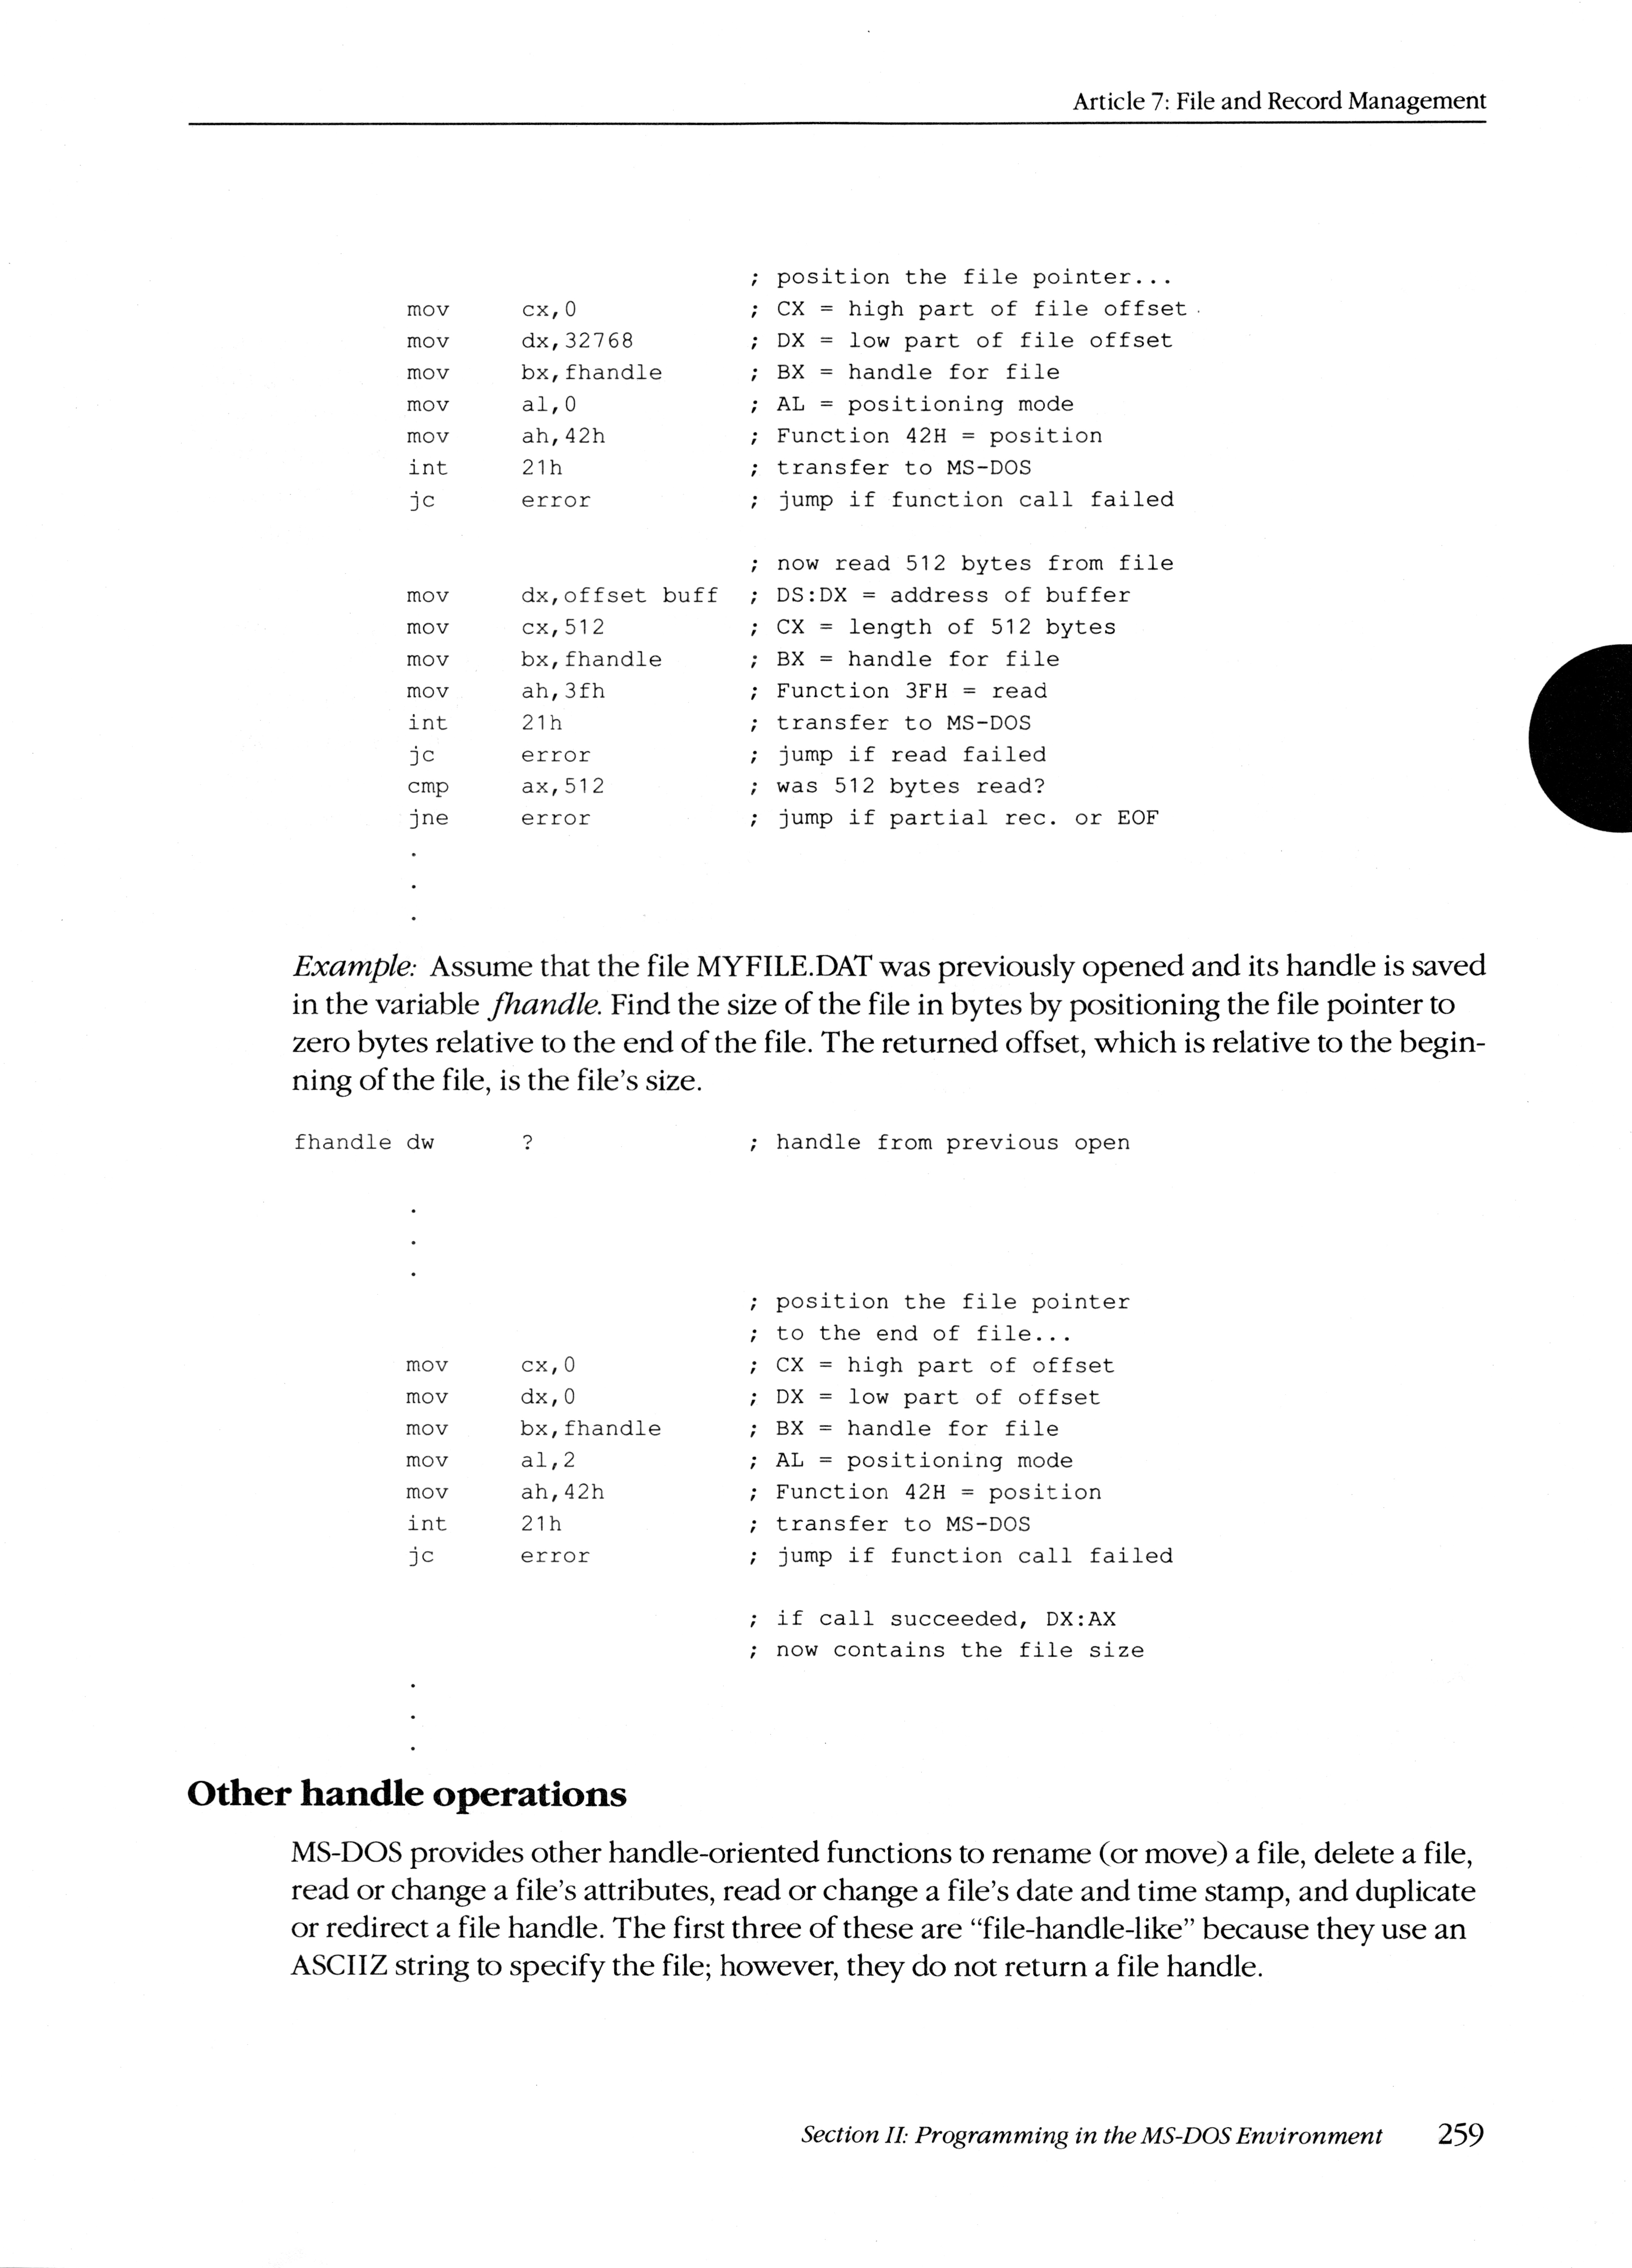 Article 7: File and Record Management
; position the file pointer...
mov cx,0 ; CX = high part of file offset
mov dx,32768 ; DX = low part of file offset
mov bx,fhandle ; BX = handle for file
mov al,0 ; AL = positioning mode
mov ah,42h ; Function 42H = position
int 21h ; transfer to MS-DOS
jc error ; jump if function call failed
; now read 512 bytes from file
mov dx,offset buff ; DS:DX = address of buffer
mov cx,512 ; CX = length of 512 bytes
mov bx,fhandle ; BX = handle for file
mov ah,3fh ; Function 3FH = read
int 21h ; transfer to MS-DOS
jc error ; jump if read failed
cmp ax,512 ; was 512 bytes read?
jne error ; jump if partial rec. or EOF
.
.
.
Example: Assume that the file MYFILE.DAT was previously opened and its handle is saved
in the variable fhandle. Find the size of the file in bytes by positioning the file pointer to
zero bytes relative to the end of the file. The returned offset, which is relative to the begin-
ning of the file, is the file's size.
fhandle dw ? ; handle from previous open
.
.
.
; position the file pointer
; to the end of file...
mov cx,0 ; CX = high part of offset
mov dx,0 ; DX = low part of offset
mov bx,fhandle ; BX = handle for file
mov al,2 ; AL = positioning mode
mov ah,42h ; Function 42H = position
int 21h ; transfer to MS-DOS
jc error ; jump if function call failed
; if call succeeded, DX:AX
; now contains the file size
.
.
.
Other handle operations
MS-DOS provides other handle-oriented functions to rename (or move) a file, delete a file,
read or change a file's attributes, read or change a file's date and time stamp, and duplicate
or redirect a file handle. The first three of these are “file-handle-like” because they use an
ASCIIZ string to specify the file; however, they do not return a file handle.
Section II: Programming in the MS-DOS Environment 259